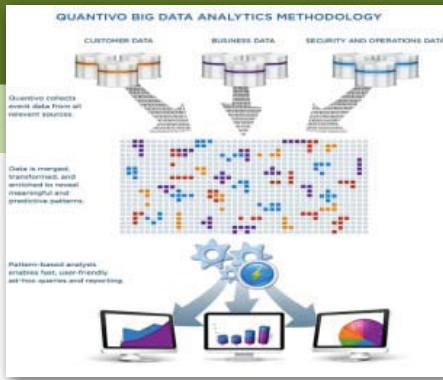 QUANTIVO BIG DATA ANALYTICS METHODOLOGY
CUSTOMER DATA
BUSINESS DATA
SECURITY AND OPERATIONS DATA
Quantivo collects
event data from all
relevant sources.
Data is merged,
transformed, and
enriched to reveal
meaningful and
predictive patterns.
Pattern-based analysis
enables fast, user-friendly
ad-hoc queries and reporting.